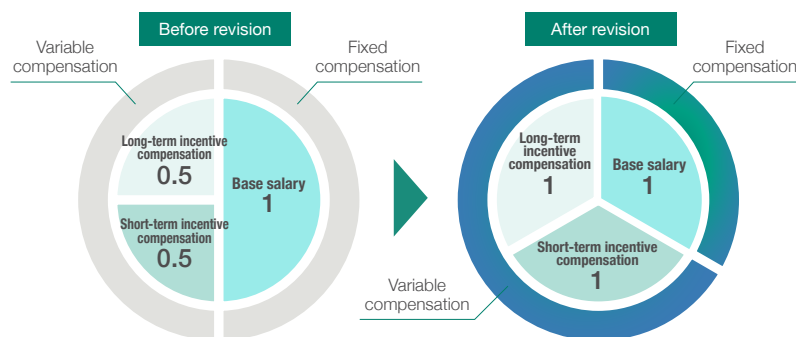 Before revision
Variable
compensation
Fixed
compensation
Long-term incentive
compensation
0.5
Base salary
1
Short-term incentive
compensation
0.5
After revision
Fixed
compensation
Long-term
incentive
compensation
1
Base salary
1
Short-term incentive
compensation
1
Variable
compensation